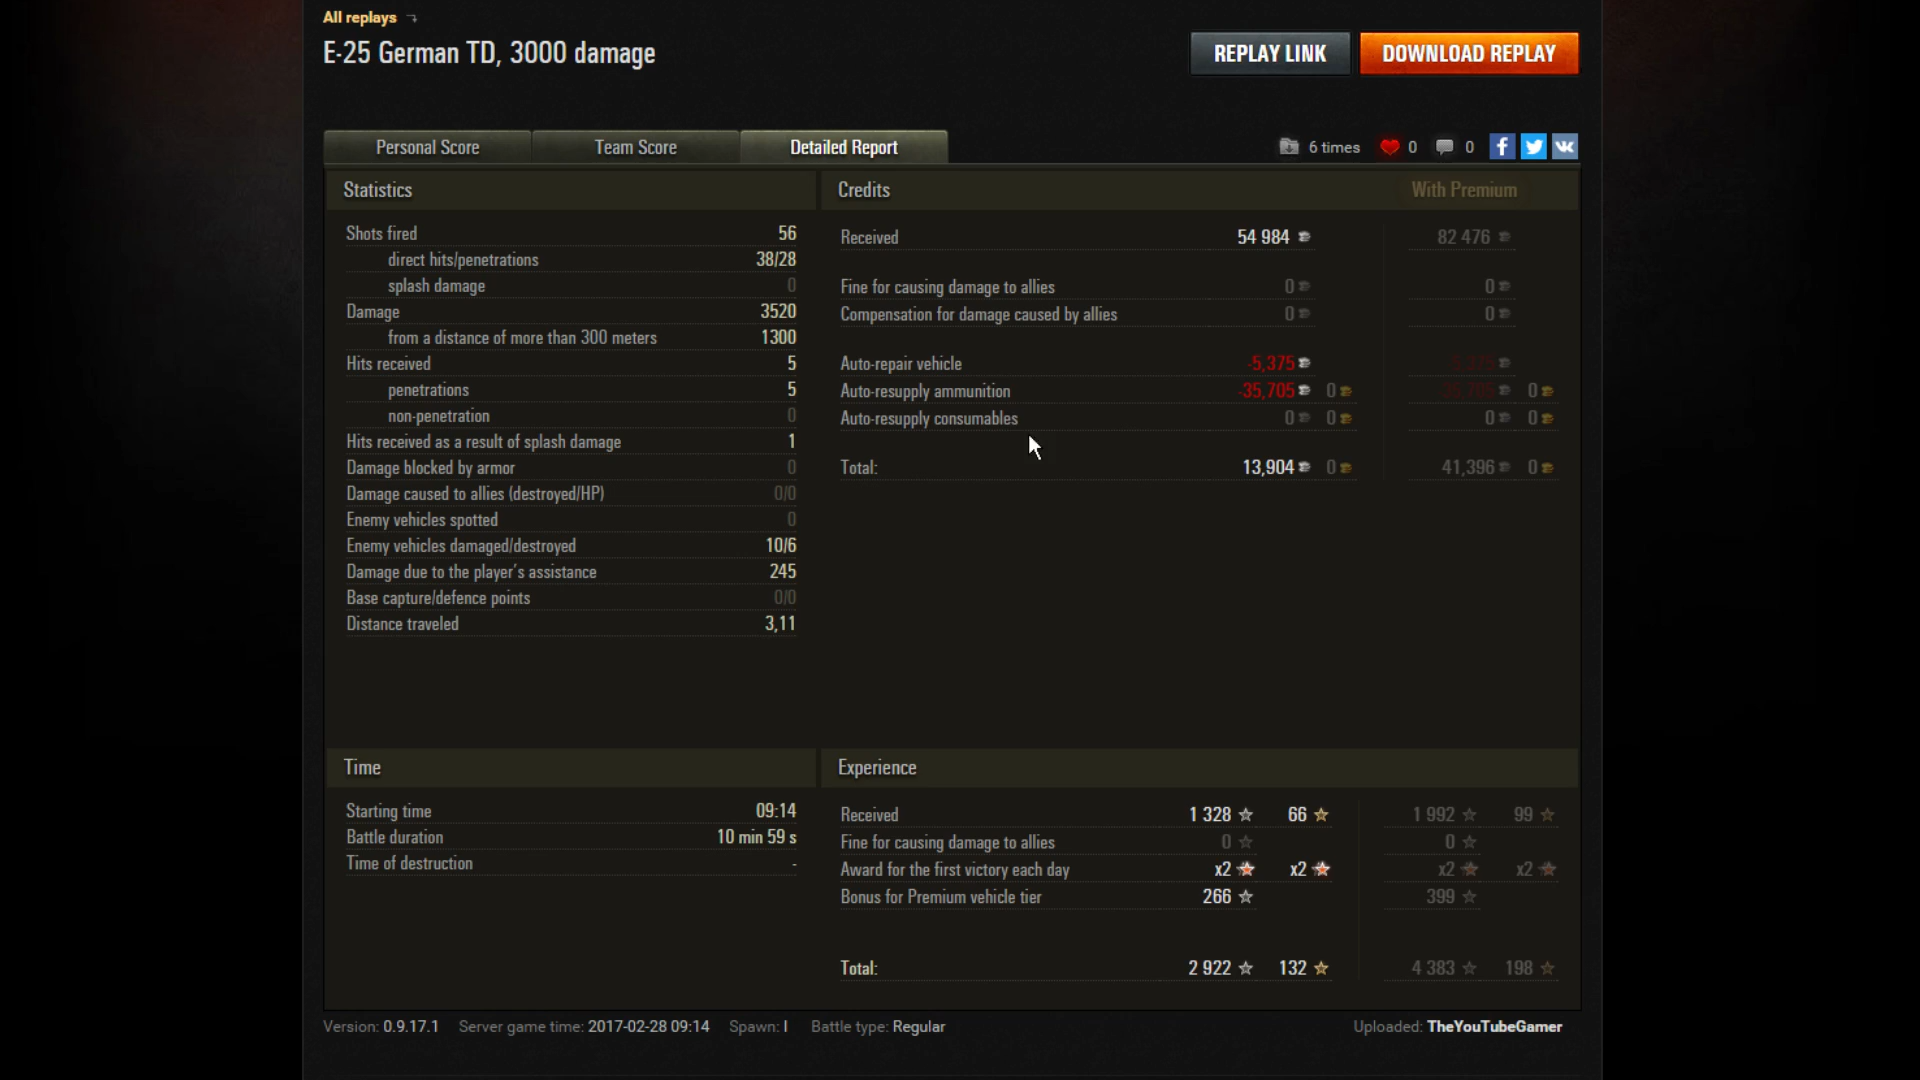 All replays
E-25 German TD, 3000 damage
REPLAY LINK
DOWNLOAD REPLAY
Personal Score
Team Score
Detailed Report
6 times
0
0
Statistics
Shots fired 56
direct hits/penetrations 38/28
splash damage 0
Damage 3520
from a distance of more than 300 meters 1300
Hits received 5
penetrations 5
non-penetration 0
Hits received as a result of splash damage 1
Damage blocked by armor 0
Damage caused to allies (destroyed/HP) 0/0
Enemy vehicles spotted 0
Enemy vehicles damaged/destroyed 10/6
Damage due to the player's assistance 245
Base capture/defence points 0/0
Distance traveled 3,11
Credits With Premium
Received 54 984 82 476
Fine for causing damage to allies 0 0
Compensation for damage caused by allies 0 0
Auto-repair vehicle -5,375 -5,375
Auto-resupply ammunition -35,705 0 -35,705 0
Auto-resupply consumables 0 0 0 0
Total: 13,904 0 41,396 0
Time
Starting time 09:14
Battle duration 10 min 59 s
Time of destruction -
Experience
Received 1 328 66 1 992 99
Fine for causing damage to allies 0 0
Award for the first victory each day x2 x2 x2 x2
Bonus for Premium vehicle tier 266 399
Total: 2 922 132 4 383 198
Version: 0.9.17.1 Server game time: 2017-02-28 09:14 Spawn: I Battle type: Regular
Uploaded: TheYouTubeGamer